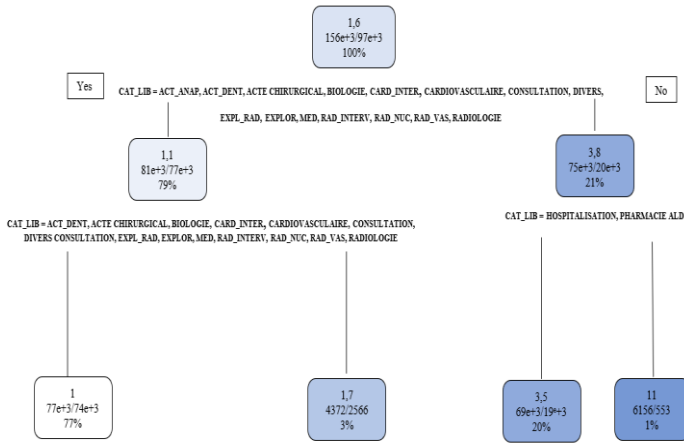 1,6
156e+3/97e+3
100%
Yes
No
CAT_LIB = ACT_ANAP, ACT_DENT, ACTE CHIRURGICAL, BIOLOGIE, CARD_INTER, CARDIOVASCULAIRE, CONSULTATION, DIVERS,
EXPL_RAD, EXPLOR, MED, RAD_INTERV, RAD_NUC, RAD_VAS, RADIOLOGIE
1,1
81e+3/77e+3
79%
3,8
75e+3/20e+3
21%
CAT_LIB = ACT_DENT, ACTE CHIRURGICAL, BIOLOGIE, CARD_INTER, CARDIOVASCULAIRE, CONSULTATION,
DIVERS CONSULTATION, EXPL_RAD, EXPLOR, MED, RAD_INTERV, RAD_NUC, RAD_VAS, RADIOLOGIE
CAT_LIB = HOSPITALISATION, PHARMACIE ALD
1
77e+3/74e+3
77%
1,7
4372/2566
3%
3,5
69e+3/19e+3
20%
11
6156/553
1%